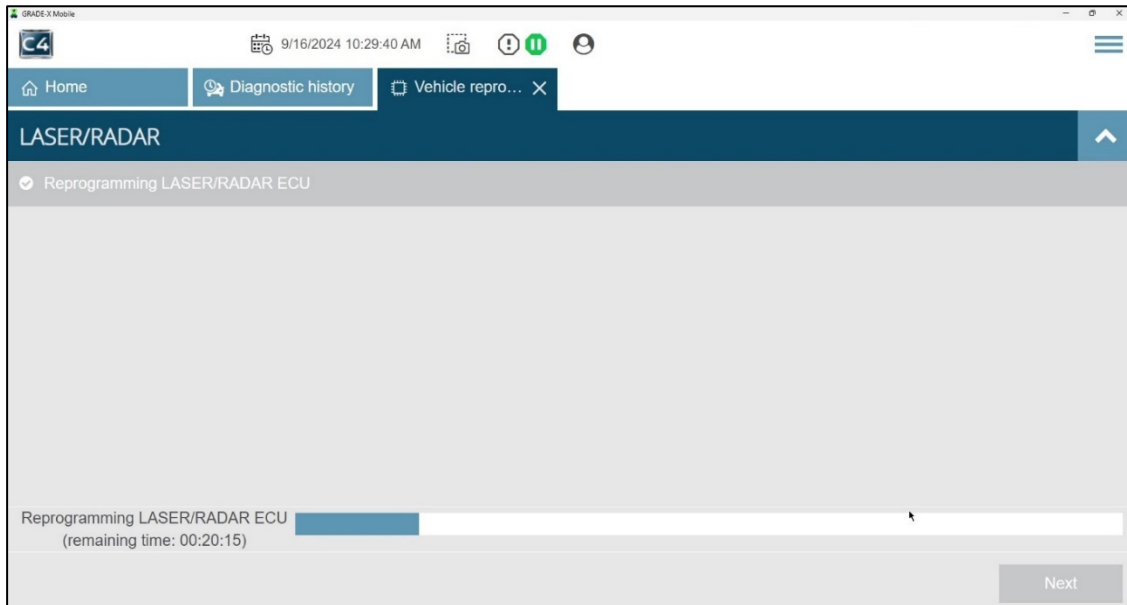 GRADE-X Mobile
C4
9/16/2024 10:29:40 AM
Home
Diagnostic history
Vehicle repro...
LASER/RADAR
Reprogramming LASER/RADAR ECU
Reprogramming LASER/RADAR ECU
(remaining time: 00:20:15)
Next